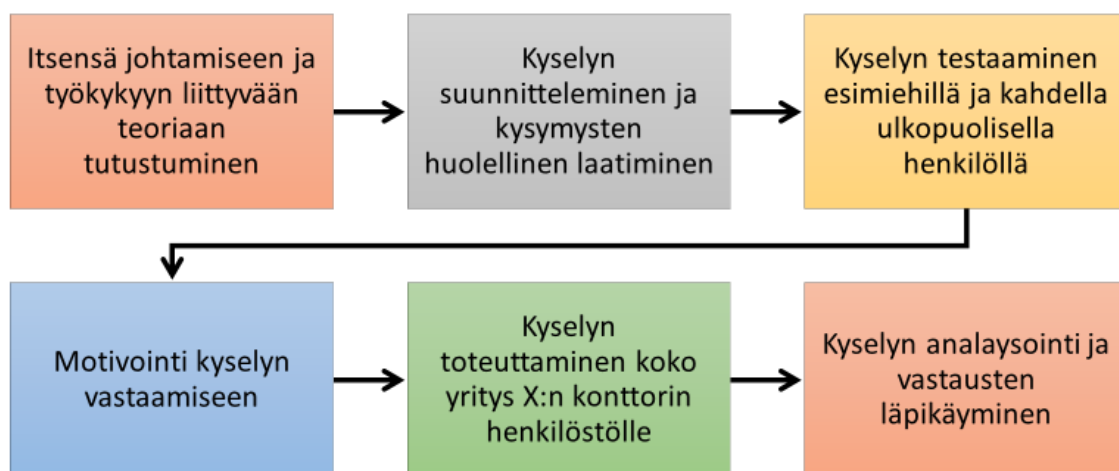 Itsensä johtamiseen ja
työkykyyn liittyvään
teoriaan
tutustuminen
Kyselyn
suunnitteleminen ja
kysymysten
huolellinen laatiminen
Kyselyn testaaminen
esimiehillä ja kahdella
ulkopuolisella
henkilöllä
Motivointi kyselyn
vastaamiseen
Kyselyn
toteuttaminen koko
yritys X:n konttorin
henkilöstölle
Kyselyn analaysointi ja
vastausten
läpikäyminen